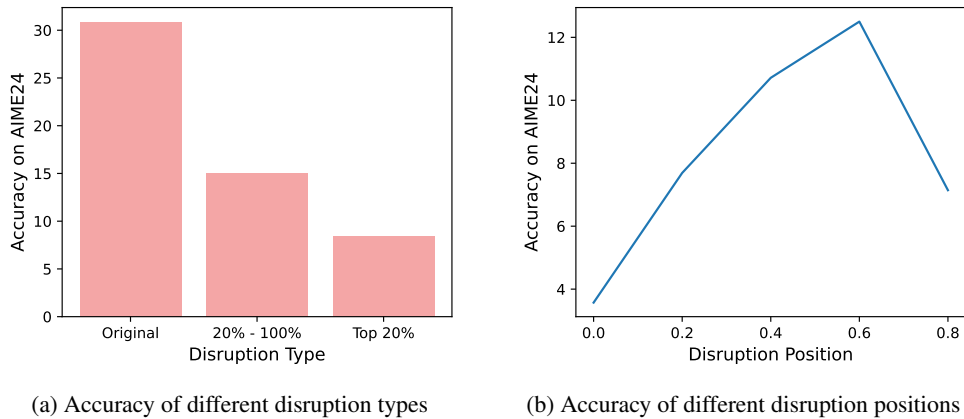 30
25
20
15
10
5
0
Accuracy on AIME24
Original 20% - 100% Top 20%
Disruption Type
(a) Accuracy of different disruption types
12
10
8
6
4
Accuracy on AIME24
0.0 0.2 0.4 0.6 0.8
Disruption Position
(b) Accuracy of different disruption positions